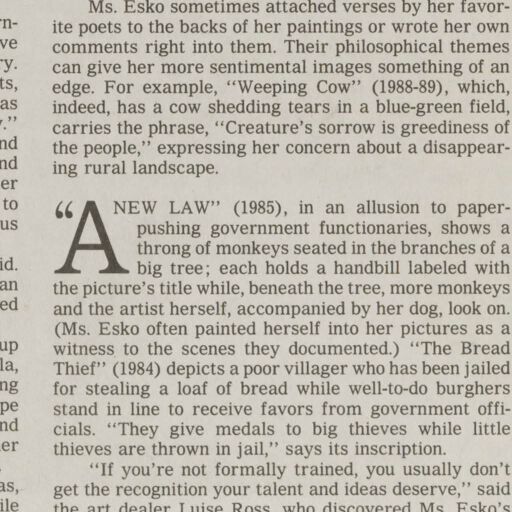 Ms. Esko sometimes attached verses by her favor-
ite poets to the backs of her paintings or wrote her own
comments right into them. Their philosophical themes
can give her more sentimental images something of an
edge. For example, “Weeping Cow” (1988-89), which,
indeed, has a cow shedding tears in a blue-green field,
carries the phrase, “Creature’s sorrow is greediness of
the people,” expressing her concern about a disappear-
ing rural landscape.
“A NEW LAW” (1985), in an allusion to paper-
pushing government functionaries, shows a
throng of monkeys seated in the branches of a
big tree; each holds a handbill labeled with
the picture’s title while, beneath the tree, more monkeys
and the artist herself, accompanied by her dog, look on.
(Ms. Esko often painted herself into her pictures as a
witness to the scenes they documented.) “The Bread
Thief” (1984) depicts a poor villager who has been jailed
for stealing a loaf of bread while well-to-do burghers
stand in line to receive favors from government offi-
cials. “They give medals to big thieves while little
thieves are thrown in jail,” says its inscription.
“If you’re not formally trained, you usually don’t
get the recognition your talent and ideas deserve,” said
the art dealer Luise Ross, who discovered Ms. Esko’s